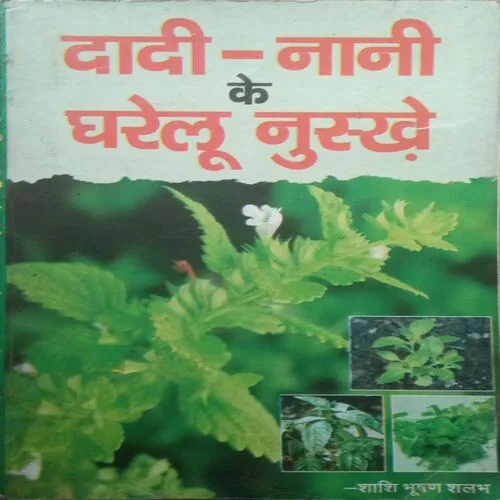 दादी – नानी
के
घरेलू नुस्ख़े
–शशि भूषण शलभ